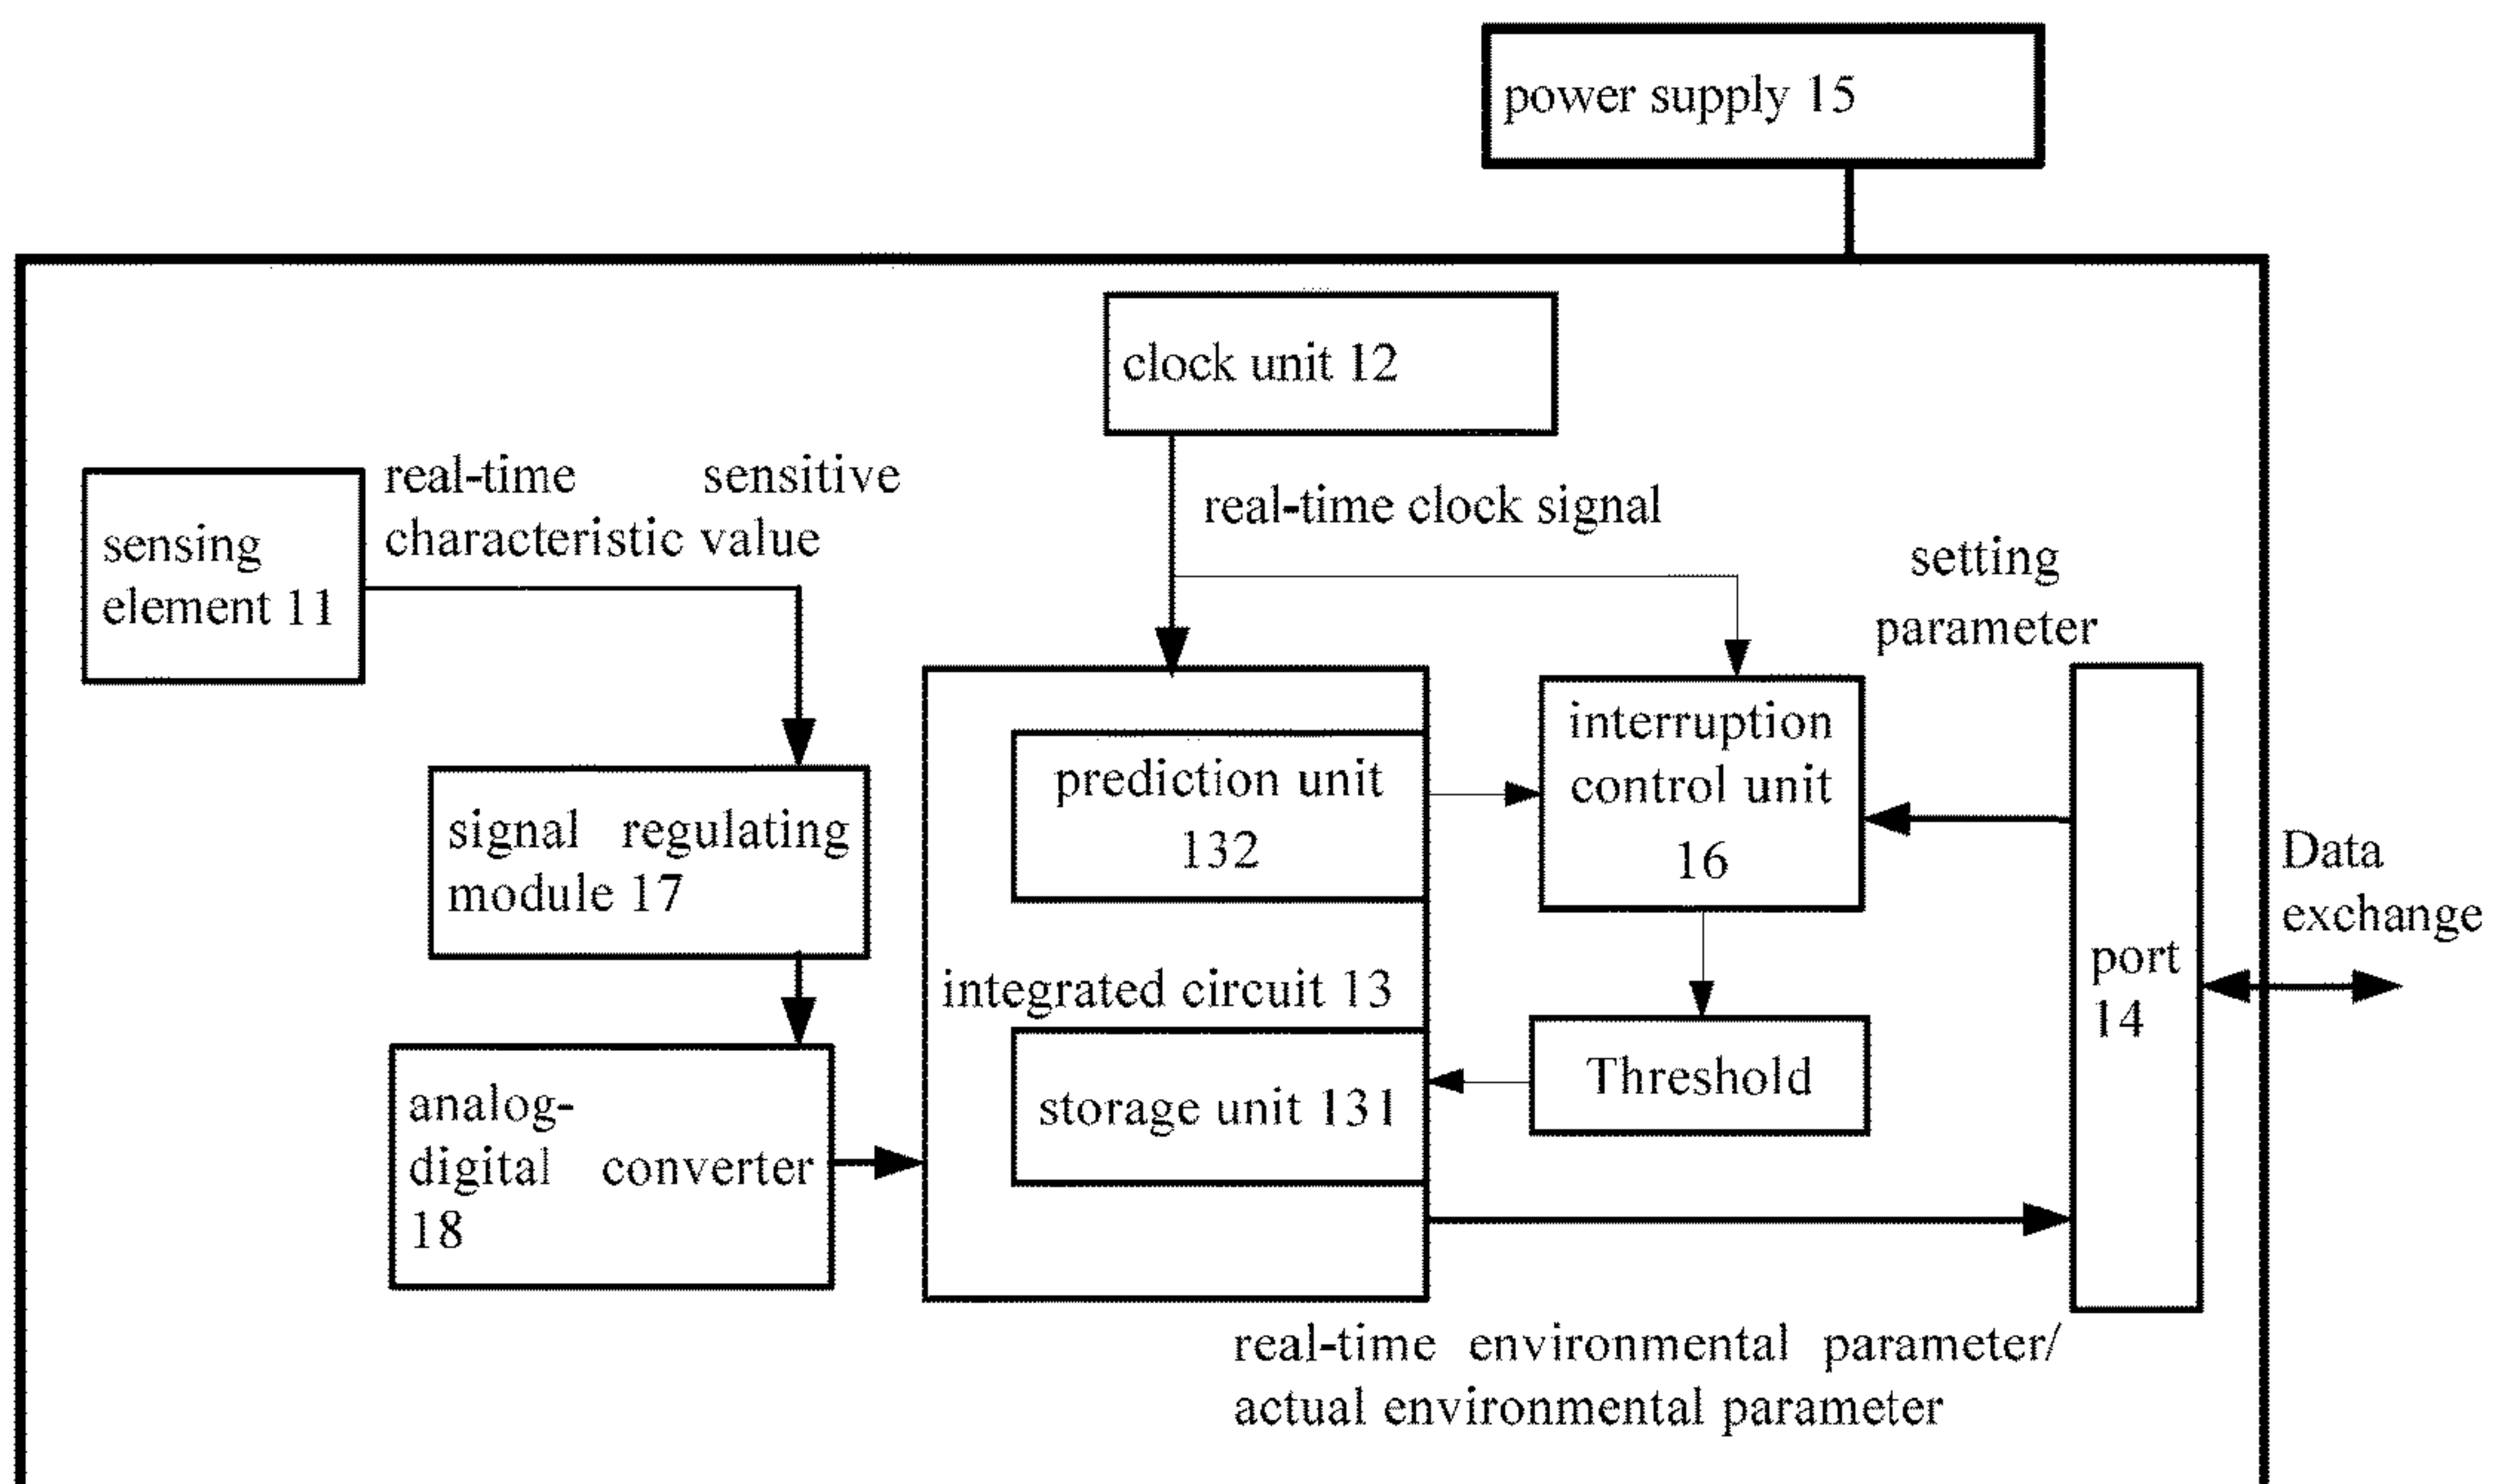 power supply 15
clock unit 12
real-time clock signal
real-time sensitive
characteristic value
sensing
element 11
setting
parameter
signal regulating
module 17
prediction unit
132
interruption
control unit
16
integrated circuit 13
storage unit 131
Threshold
analog-
digital converter
18
port
14
Data
exchange
real-time environmental parameter/
actual environmental parameter